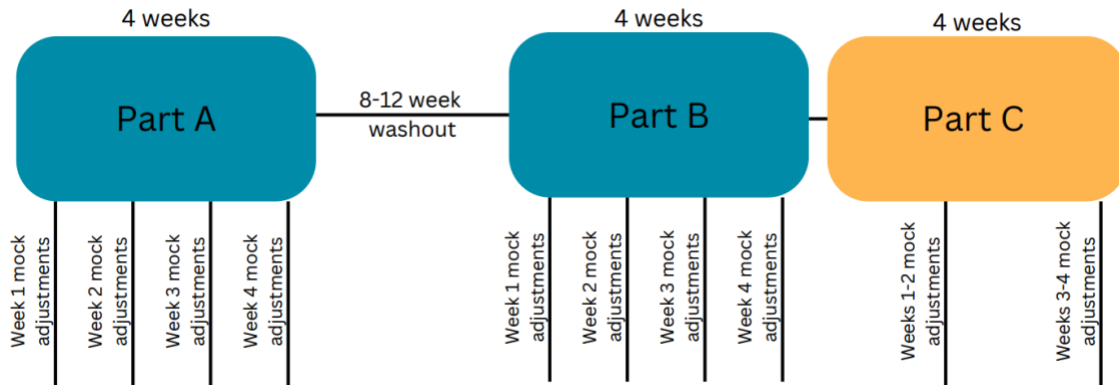 4 weeks
4 weeks
4 weeks
Part A
8-12 week
washout
Part B
Part C
Week 1 mock
adjustments
Week 2 mock
adjustments
Week 3 mock
adjustments
Week 4 mock
adjustments
Week 1 mock
adjustments
Week 2 mock
adjustments
Week 3 mock
adjustments
Week 4 mock
adjustments
Weeks 1-2 mock
adjustments
Weeks 3-4 mock
adjustments